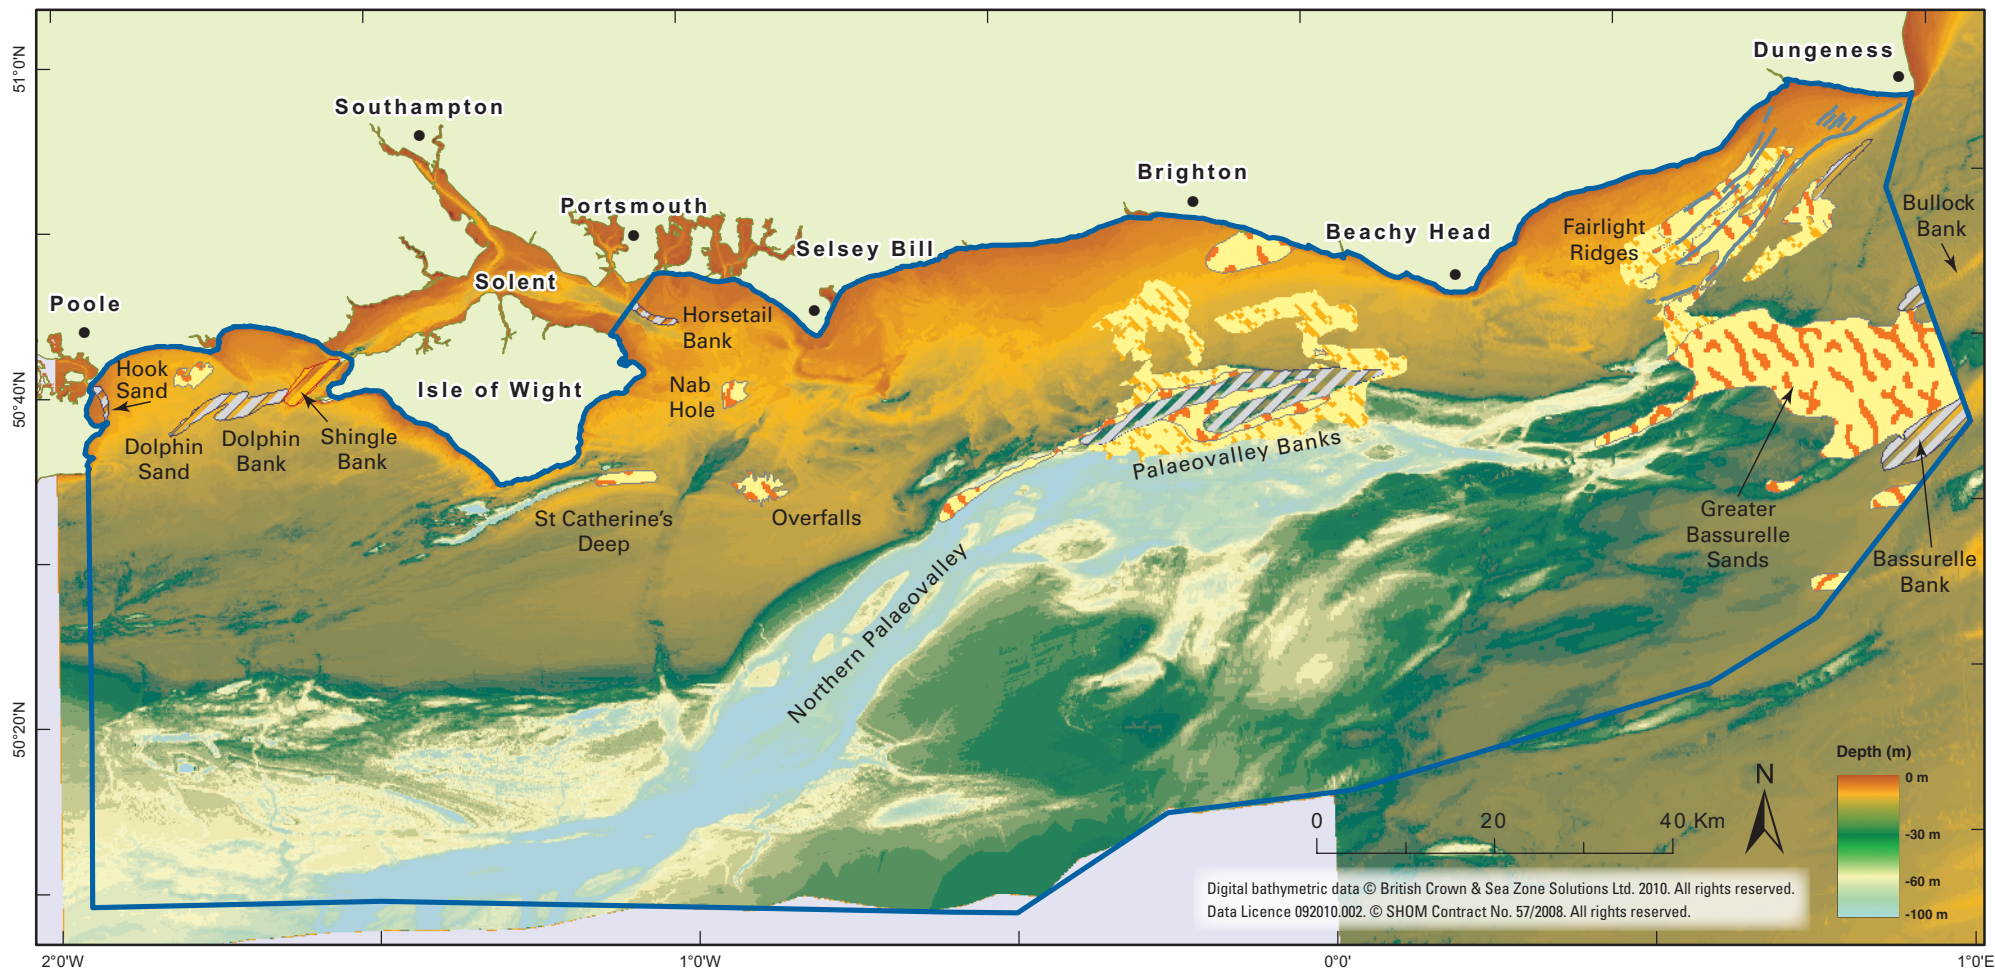 Dungeness
51°0'N
Southampton
Brighton
Portsmouth
Bullock
Bank
Fairlight
Ridges
Beachy Head
Selsey Bill
Solent
Poole
Horsetail
Bank
Hook
Sand
Isle of Wight
Nab
Hole
50°40'N
Dolphin
Sand
Dolphin
Bank
Shingle
Bank
Palaeovalley Banks
St Catherine's
Deep
Overfalls
Greater
Bassurelle
Sands
Bassurelle
Bank
Northern Palaeovalley
50°20'N
Depth (m)
0 m
-30 m
-60 m
-100 m
N
0 20 40 Km
Digital bathymetric data © British Crown & Sea Zone Solutions Ltd. 2010. All rights reserved.
Data Licence 092010.002. © SHOM Contract No. 57/2008. All rights reserved.
2°0'W 1°0'W 0°0' 1°0'E